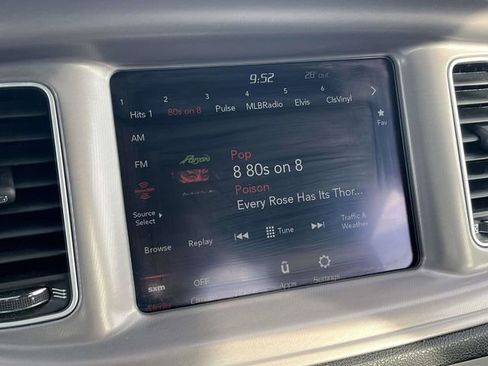 9:52 28° out
1 2 3 4 5 6
Hits 1 80s on 8 Pulse MLBRadio Elvis ClsVinyl
AM
Fav
FM
Poison
Pop
8 80s on 8
Poison
Every Rose Has Its Thor...
Source
Select
Browse Replay Tune Traffic &
Weather
sxm OFF
Apps Settings